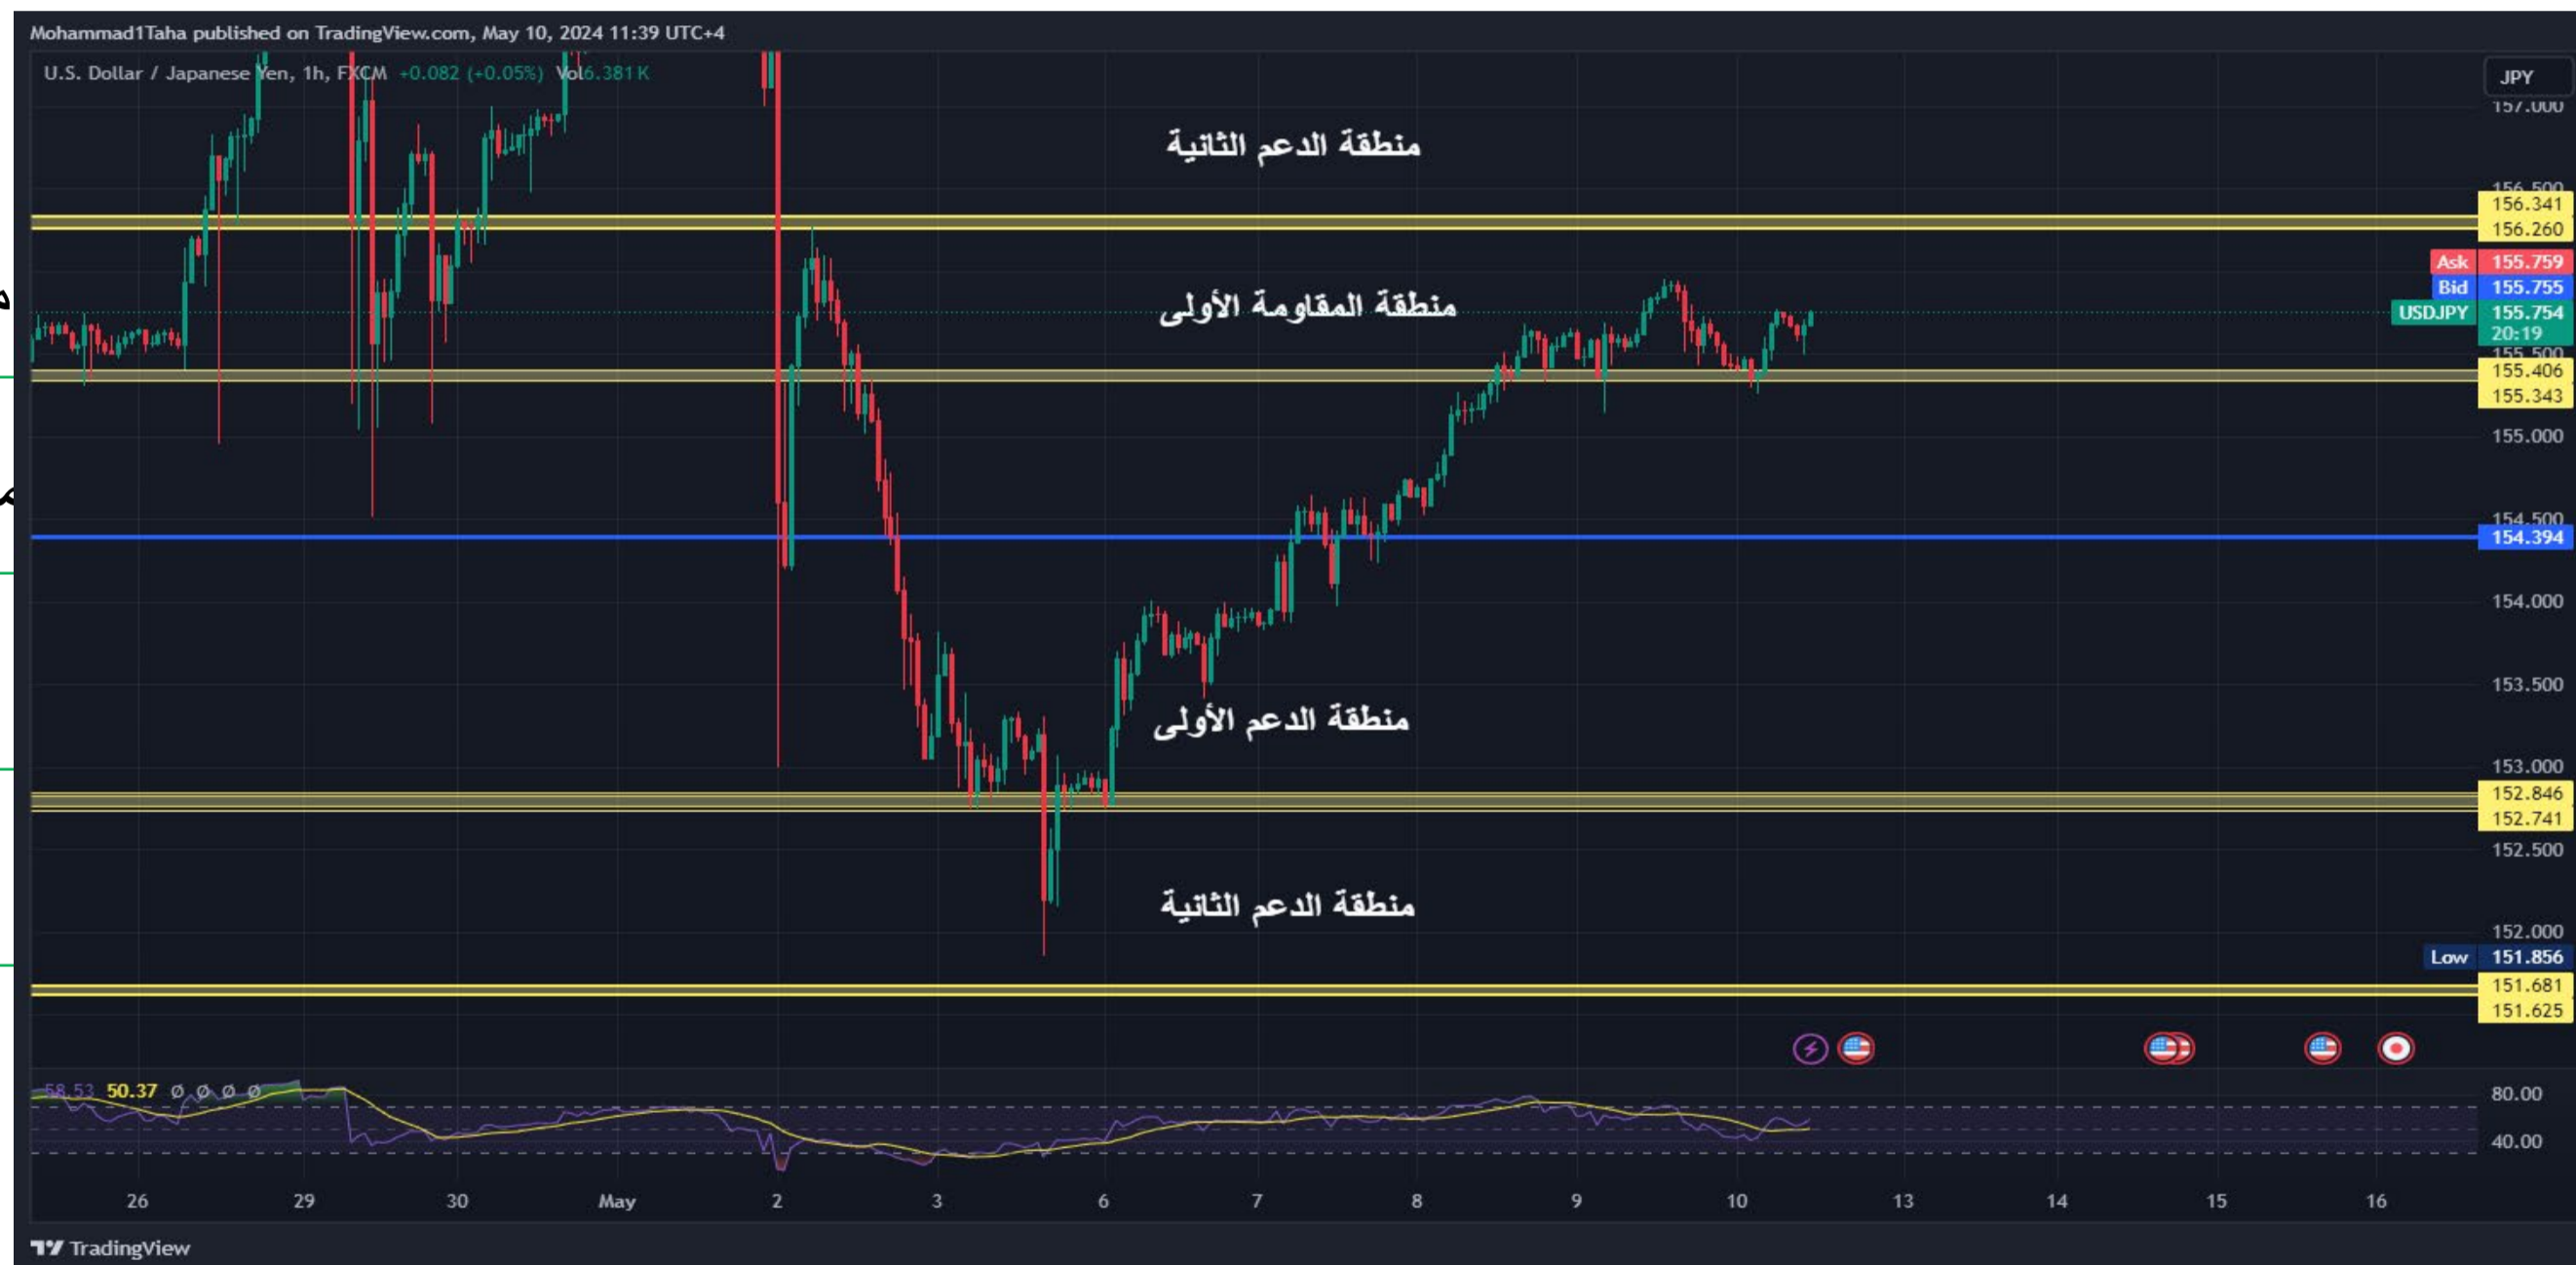 Mohammad1Taha published on TradingView.com, May 10, 2024 11:39 UTC+4
U.S. Dollar / Japanese Yen, 1h, FXCM +0.082 (+0.05%) Vol6.381K
JPY
157.000
منطقة الدعم الثانية
156.500
156.341
156.260
Ask 155.759
Bid 155.755
منطقة المقاومة الأولى
USDJPY 155.754
20:19
155.500
155.406
155.343
155.000
154.500
154.394
154.000
153.500
منطقة الدعم الأولى
153.000
152.846
152.741
152.500
منطقة الدعم الثانية
152.000
Low 151.856
151.681
151.625
58.53 50.37 Ø Ø Ø Ø
80.00
40.00
26 29 30 May 2 3 6 7 8 9 10 13 14 15 16
TradingView